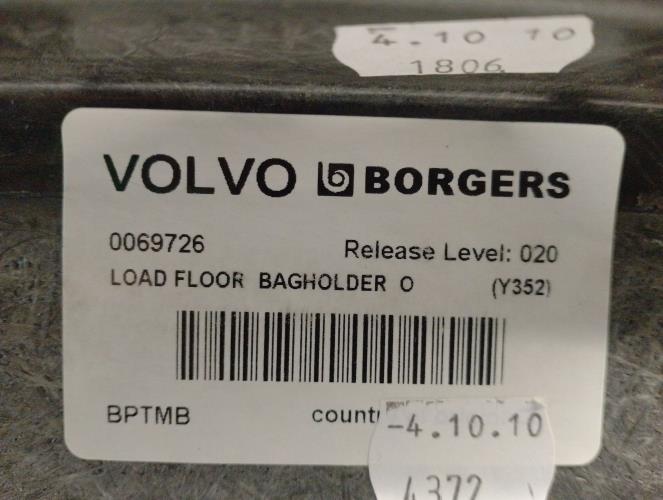 4.10 10
1806
VOLVO BORGERS
0069726 Release Level: 020
LOAD FLOOR BAGHOLDER O (Y352)
BPTMB
-4.10.10
4372